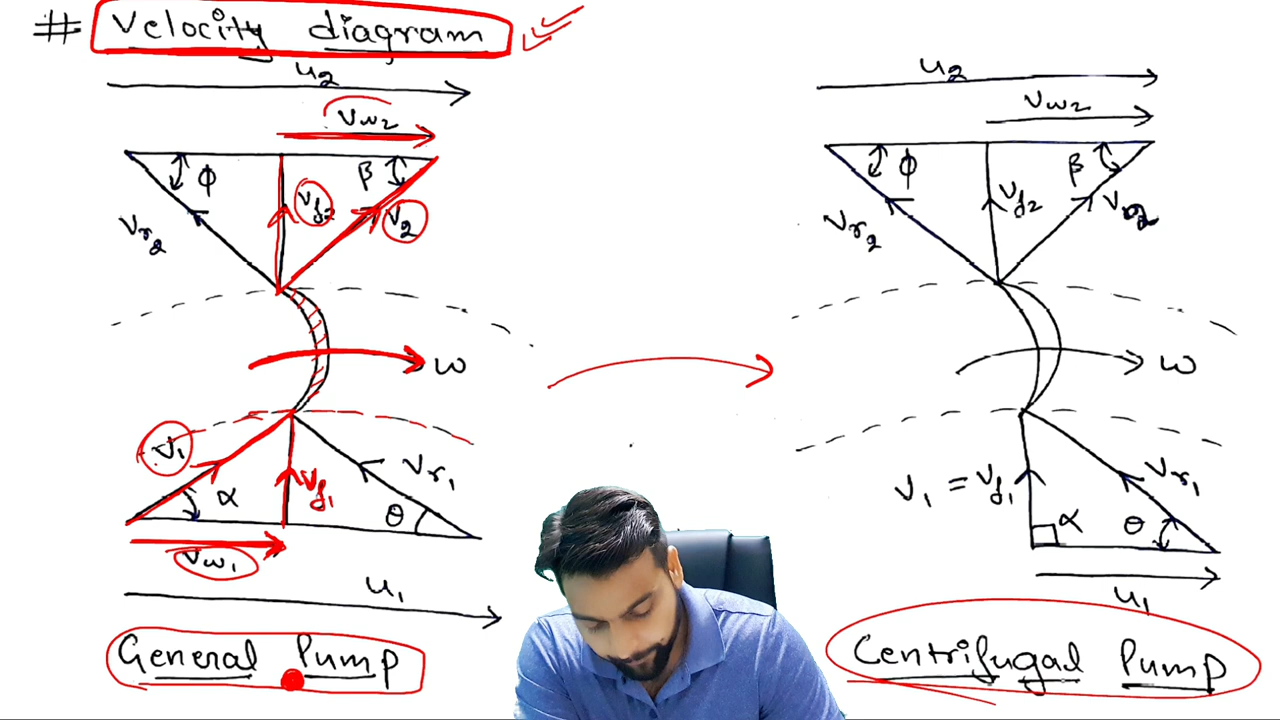 # Velocity diagram
u2
Vw2
ϕ
β
Vf2
V2
Vr2
ω
V1
α
Vf1
Vr1
θ
Vw1
u1
General Pump
u2
Vw2
ϕ
β
Vf2
Vr2
ω
V1 = Vf1
α
Vr1
θ
u1
Centrifugal Pump